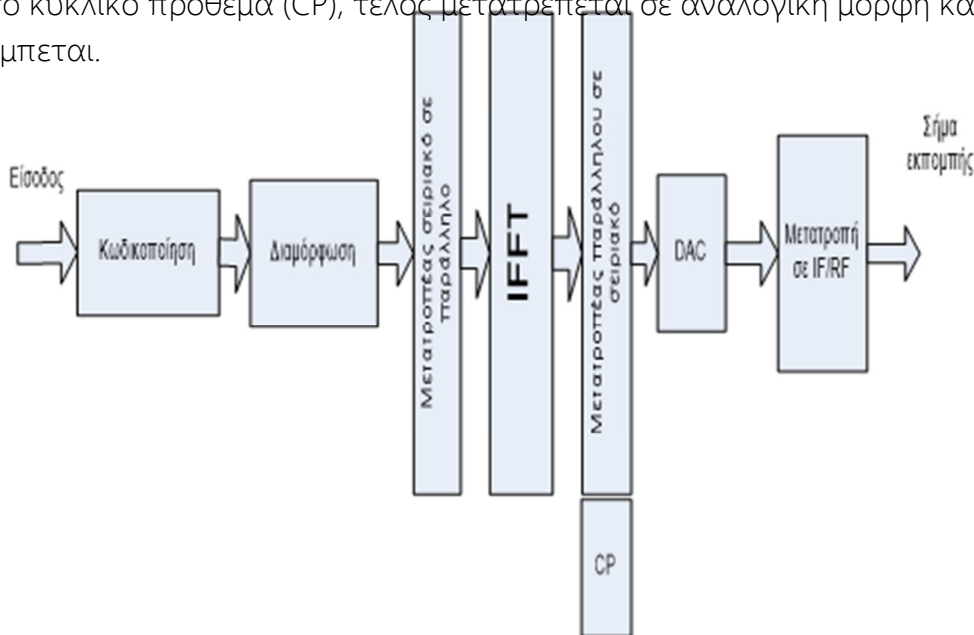 το κυκλικό πρόθεμα (CP), τέλος μετατρέπεται σε αναλογική μορφή κα
μπεται.
Είσοδος
Κωδικοποίηση
Διαμόρφωση
Μετατροπέας σειριακό σε
παράλληλο
IFFT
Μετατροπέας παράλληλου σε
σειριακό
CP
DAC
Μετατροπή
σε IF/RF
Σήμα
εκπομπής